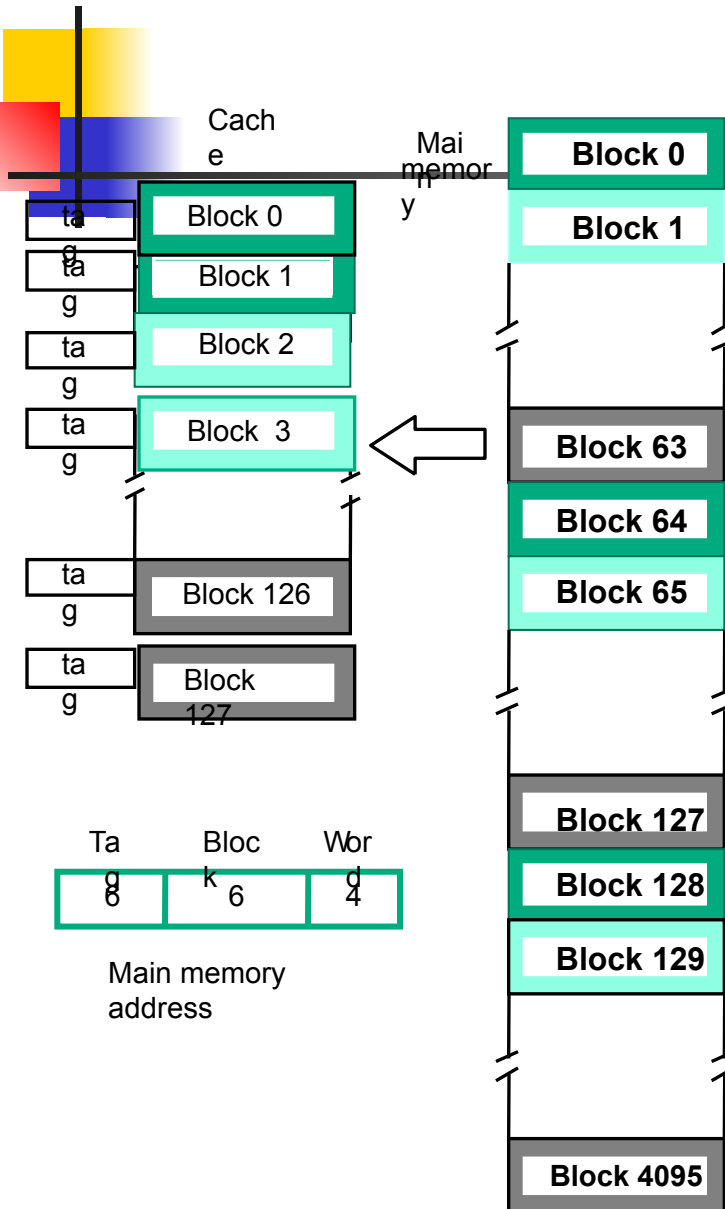 Cach
e
Mai
n
memor
y
tag
Block 0
tag
Block 1
tag
Block 2
tag
Block 3
tag
Block 126
tag
Block
127
Block 0
Block 1
Block 63
Block 64
Block 65
Block 127
Block 128
Block 129
Block 4095
Tag
Bloc
k
Wor
d
6
6
4
Main memory
address